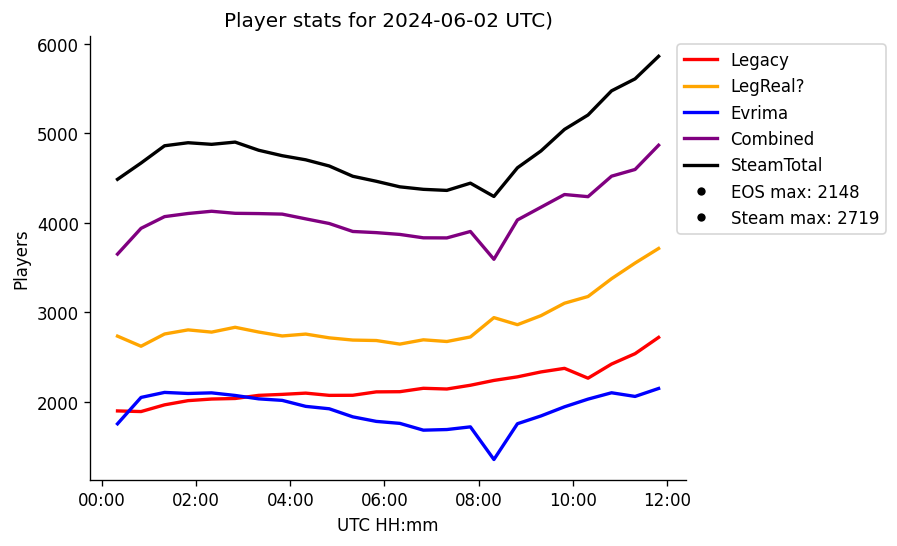 Player stats for 2024-06-02 UTC)
6000
5000
4000
3000
2000
Players
00:00 02:00 04:00 06:00 08:00 10:00 12:00
UTC HH:mm
Legacy
LegReal?
Evrima
Combined
SteamTotal
EOS max: 2148
Steam max: 2719